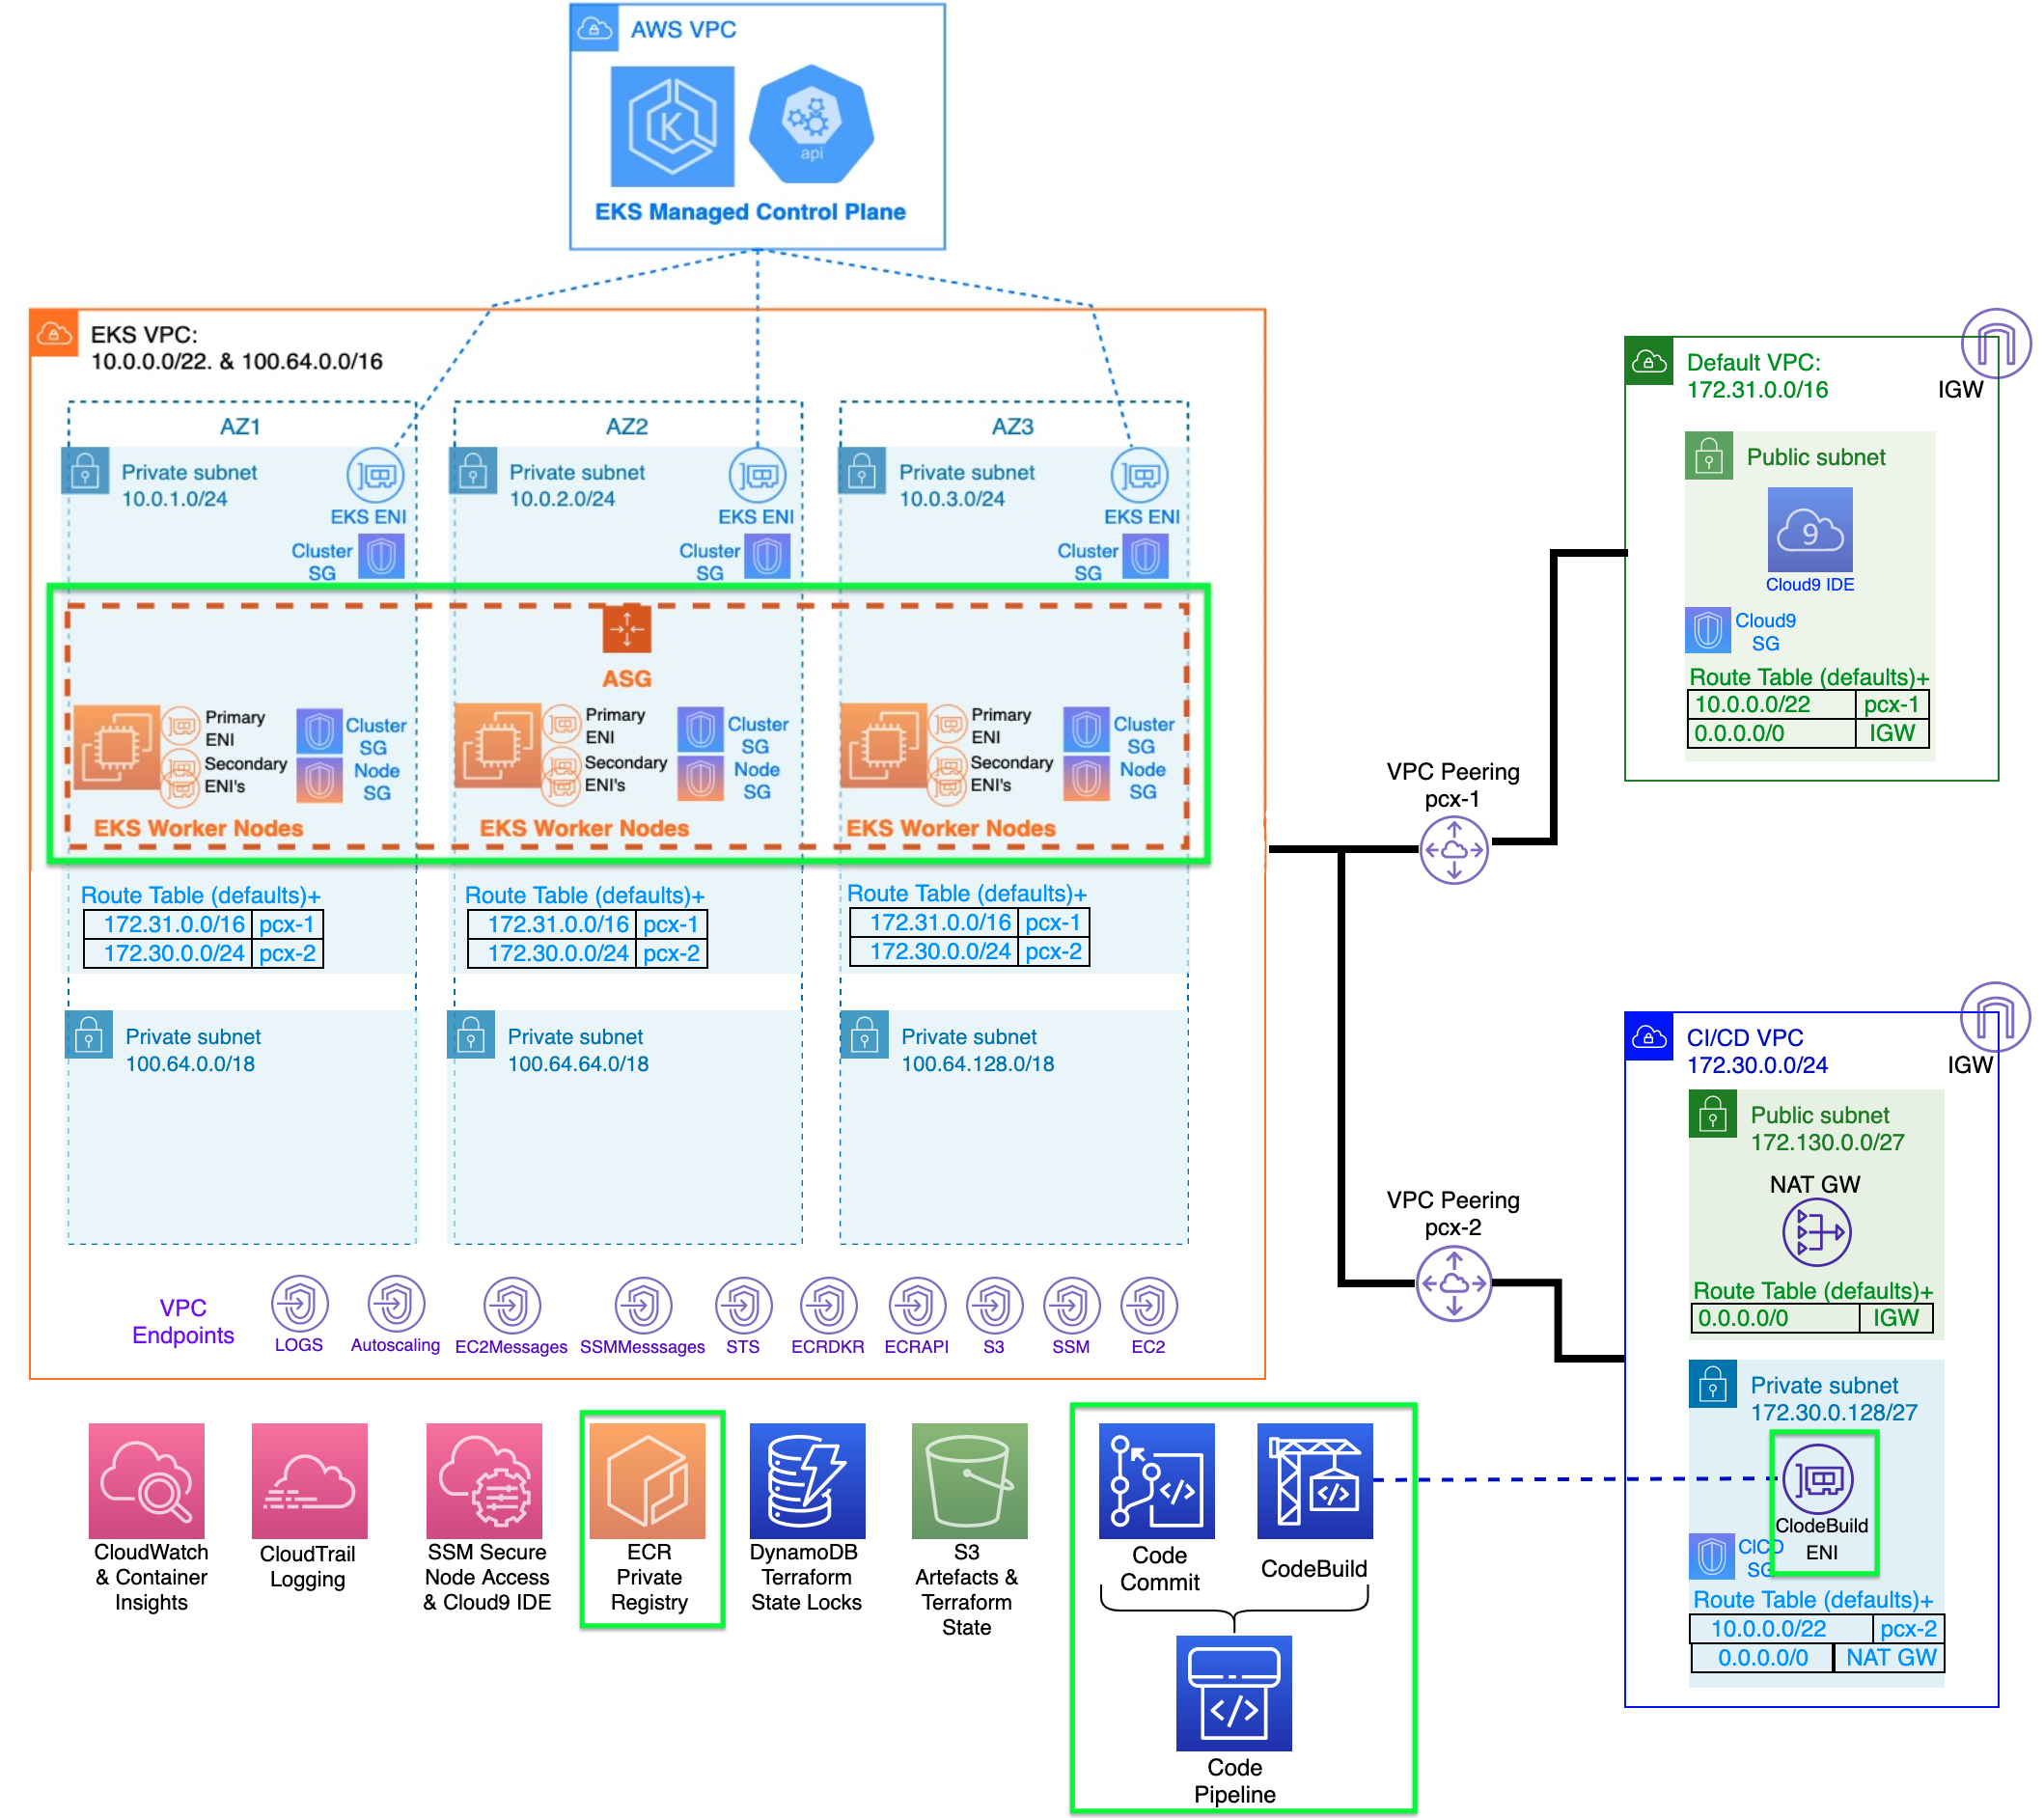 AWS VPC
K
api
EKS Managed Control Plane
EKS VPC:
10.0.0.0/22. & 100.64.0.0/16
AZ1
Private subnet
10.0.1.0/24
EKS ENI
Cluster
SG
AZ2
Private subnet
10.0.2.0/24
EKS ENI
Cluster
SG
AZ3
Private subnet
10.0.3.0/24
EKS ENI
Cluster
SG
ASG
Primary
ENI
Secondary
ENI's
Cluster
SG
Node
SG
EKS Worker Nodes
Primary
ENI
Secondary
ENI's
Cluster
SG
Node
SG
EKS Worker Nodes
Primary
ENI
Secondary
ENI's
Cluster
SG
Node
SG
EKS Worker Nodes
Route Table (defaults)+
172.31.0.0/16 pcx-1
172.30.0.0/24 pcx-2
Route Table (defaults)+
172.31.0.0/16 pcx-1
172.30.0.0/24 pcx-2
Route Table (defaults)+
172.31.0.0/16 pcx-1
172.30.0.0/24 pcx-2
Private subnet
100.64.0.0/18
Private subnet
100.64.64.0/18
Private subnet
100.64.128.0/18
VPC
Endpoints
LOGS
Autoscaling
EC2Messages
SSMMesssages
STS
ECRDKR
ECRAPI
S3
SSM
EC2
VPC Peering
pcx-1
VPC Peering
pcx-2
IGW
Default VPC:
172.31.0.0/16
Public subnet
9
Cloud9 IDE
Cloud9
SG
Route Table (defaults)+
10.0.0.0/22 pcx-1
0.0.0.0/0 IGW
IGW
CI/CD VPC
172.30.0.0/24
Public subnet
172.130.0.0/27
NAT GW
Route Table (defaults)+
0.0.0.0/0 IGW
Private subnet
172.30.0.128/27
ClodeBuild
ENI
CICD
SG
Route Table (defaults)+
10.0.0.0/22 pcx-2
0.0.0.0/0 NAT GW
CloudWatch
& Container
Insights
CloudTrail
Logging
SSM Secure
Node Access
& Cloud9 IDE
ECR
Private
Registry
DynamoDB
Terraform
State Locks
S3
Artefacts &
Terraform
State
</>
Code
Commit
</>
CodeBuild
</>
Code
Pipeline